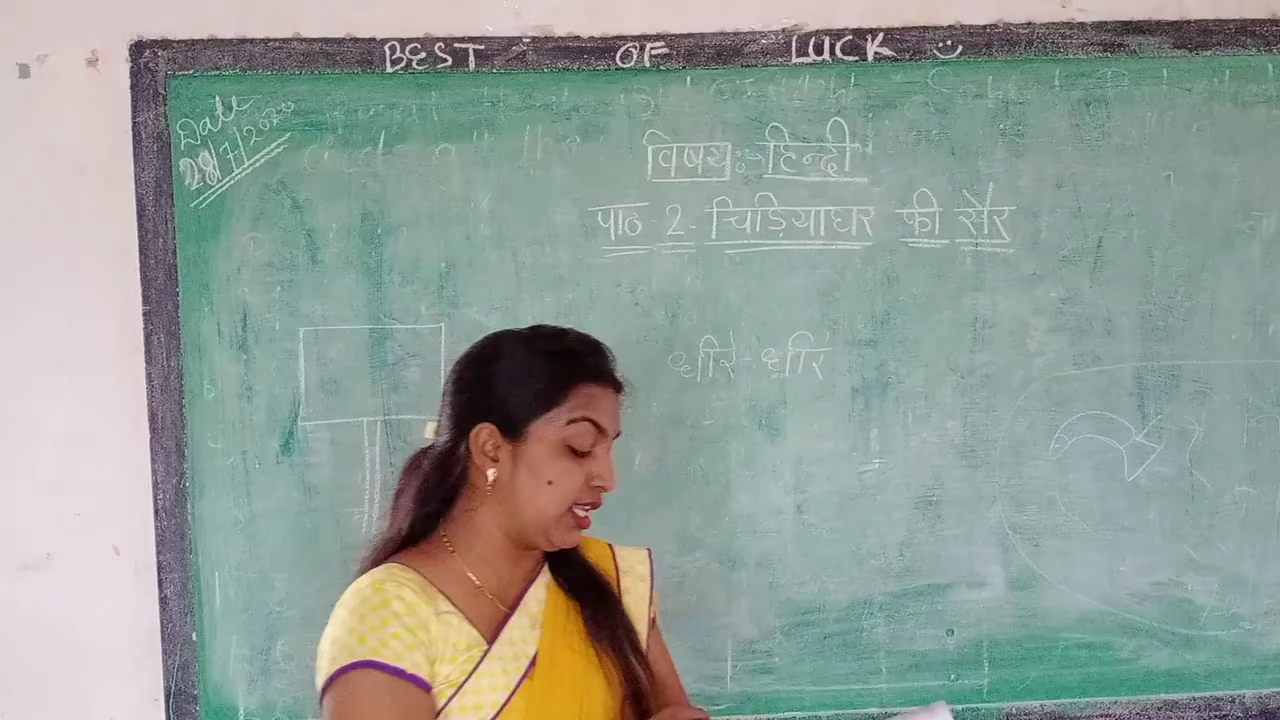 BEST OF LUCK
Date
28/7/2020
विषय :- हिन्दी
पाठ 2. चिड़ियाघर की सैर
धीरे-धीरे